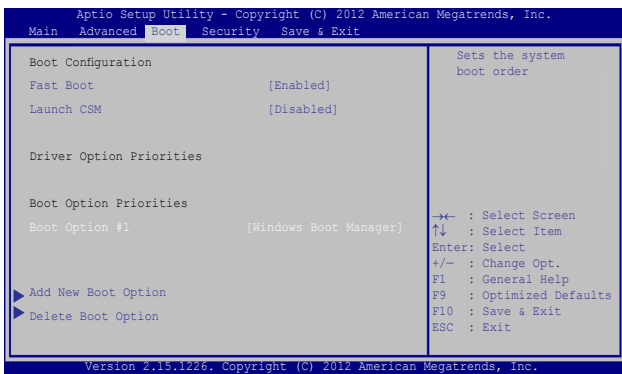 Aptio Setup Utility - Copyright (C) 2012 American Megatrends, Inc.
Main Advanced Boot Security Save & Exit
Boot Configuration
Fast Boot [Enabled]
Launch CSM [Disabled]
Driver Option Priorities
Boot Option Priorities
Boot Option #1 [Windows Boot Manager]
Add New Boot Option
Delete Boot Option
Sets the system
boot order
→← : Select Screen
↑↓ : Select Item
Enter: Select
+/— : Change Opt.
F1 : General Help
F9 : Optimized Defaults
F10 : Save & Exit
ESC : Exit
Version 2.15.1226. Copyright (C) 2012 American Megatrends, Inc.